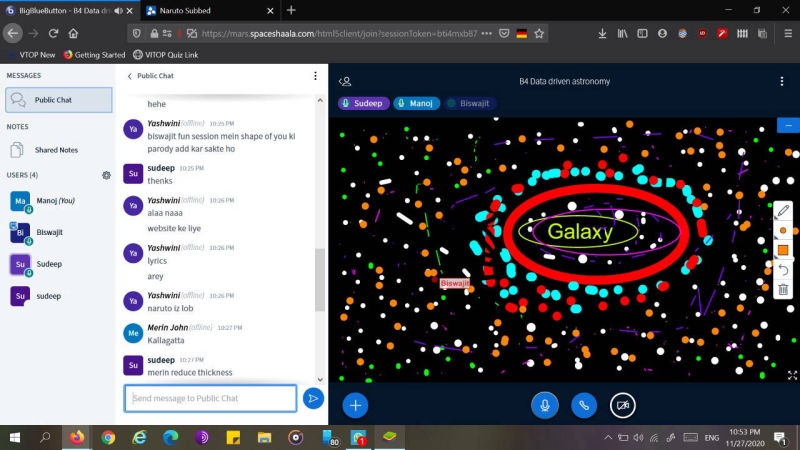 BigBlueButton - B4 Data dri
Naruto Subbed
https://mars.spaceshaala.com/html5client/join?sessionToken=bti4mxb87
VTOP New
Getting Started
VITOP Quiz Link
MESSAGES
Public Chat
NOTES
Shared Notes
USERS (4)
Ma
Manoj (You)
Bi
Biswajit
Su
Sudeep
Su
sudeep
Public Chat
hehe
Ya
Yashwini (offline) 10:25 PM
biswajit fun session mein shape of you ki
parody add kar sakte ho
Su
sudeep 10:25 PM
thenks
Ya
Yashwini (offline) 10:26 PM
alaa naaa
website ke liye
Ya
Yashwini (offline) 10:26 PM
lyrics
arey
Ya
Yashwini (offline) 10:26 PM
naruto iz lob
Me
Merin John (offline) 10:27 PM
Kallagatta
Su
sudeep 10:27 PM
merin reduce thickness
Send message to Public Chat
B4 Data driven astronomy
Sudeep
Manoj
Biswajit
Galaxy
Biswajit
80
1
ENG
10:53 PM
11/27/2020